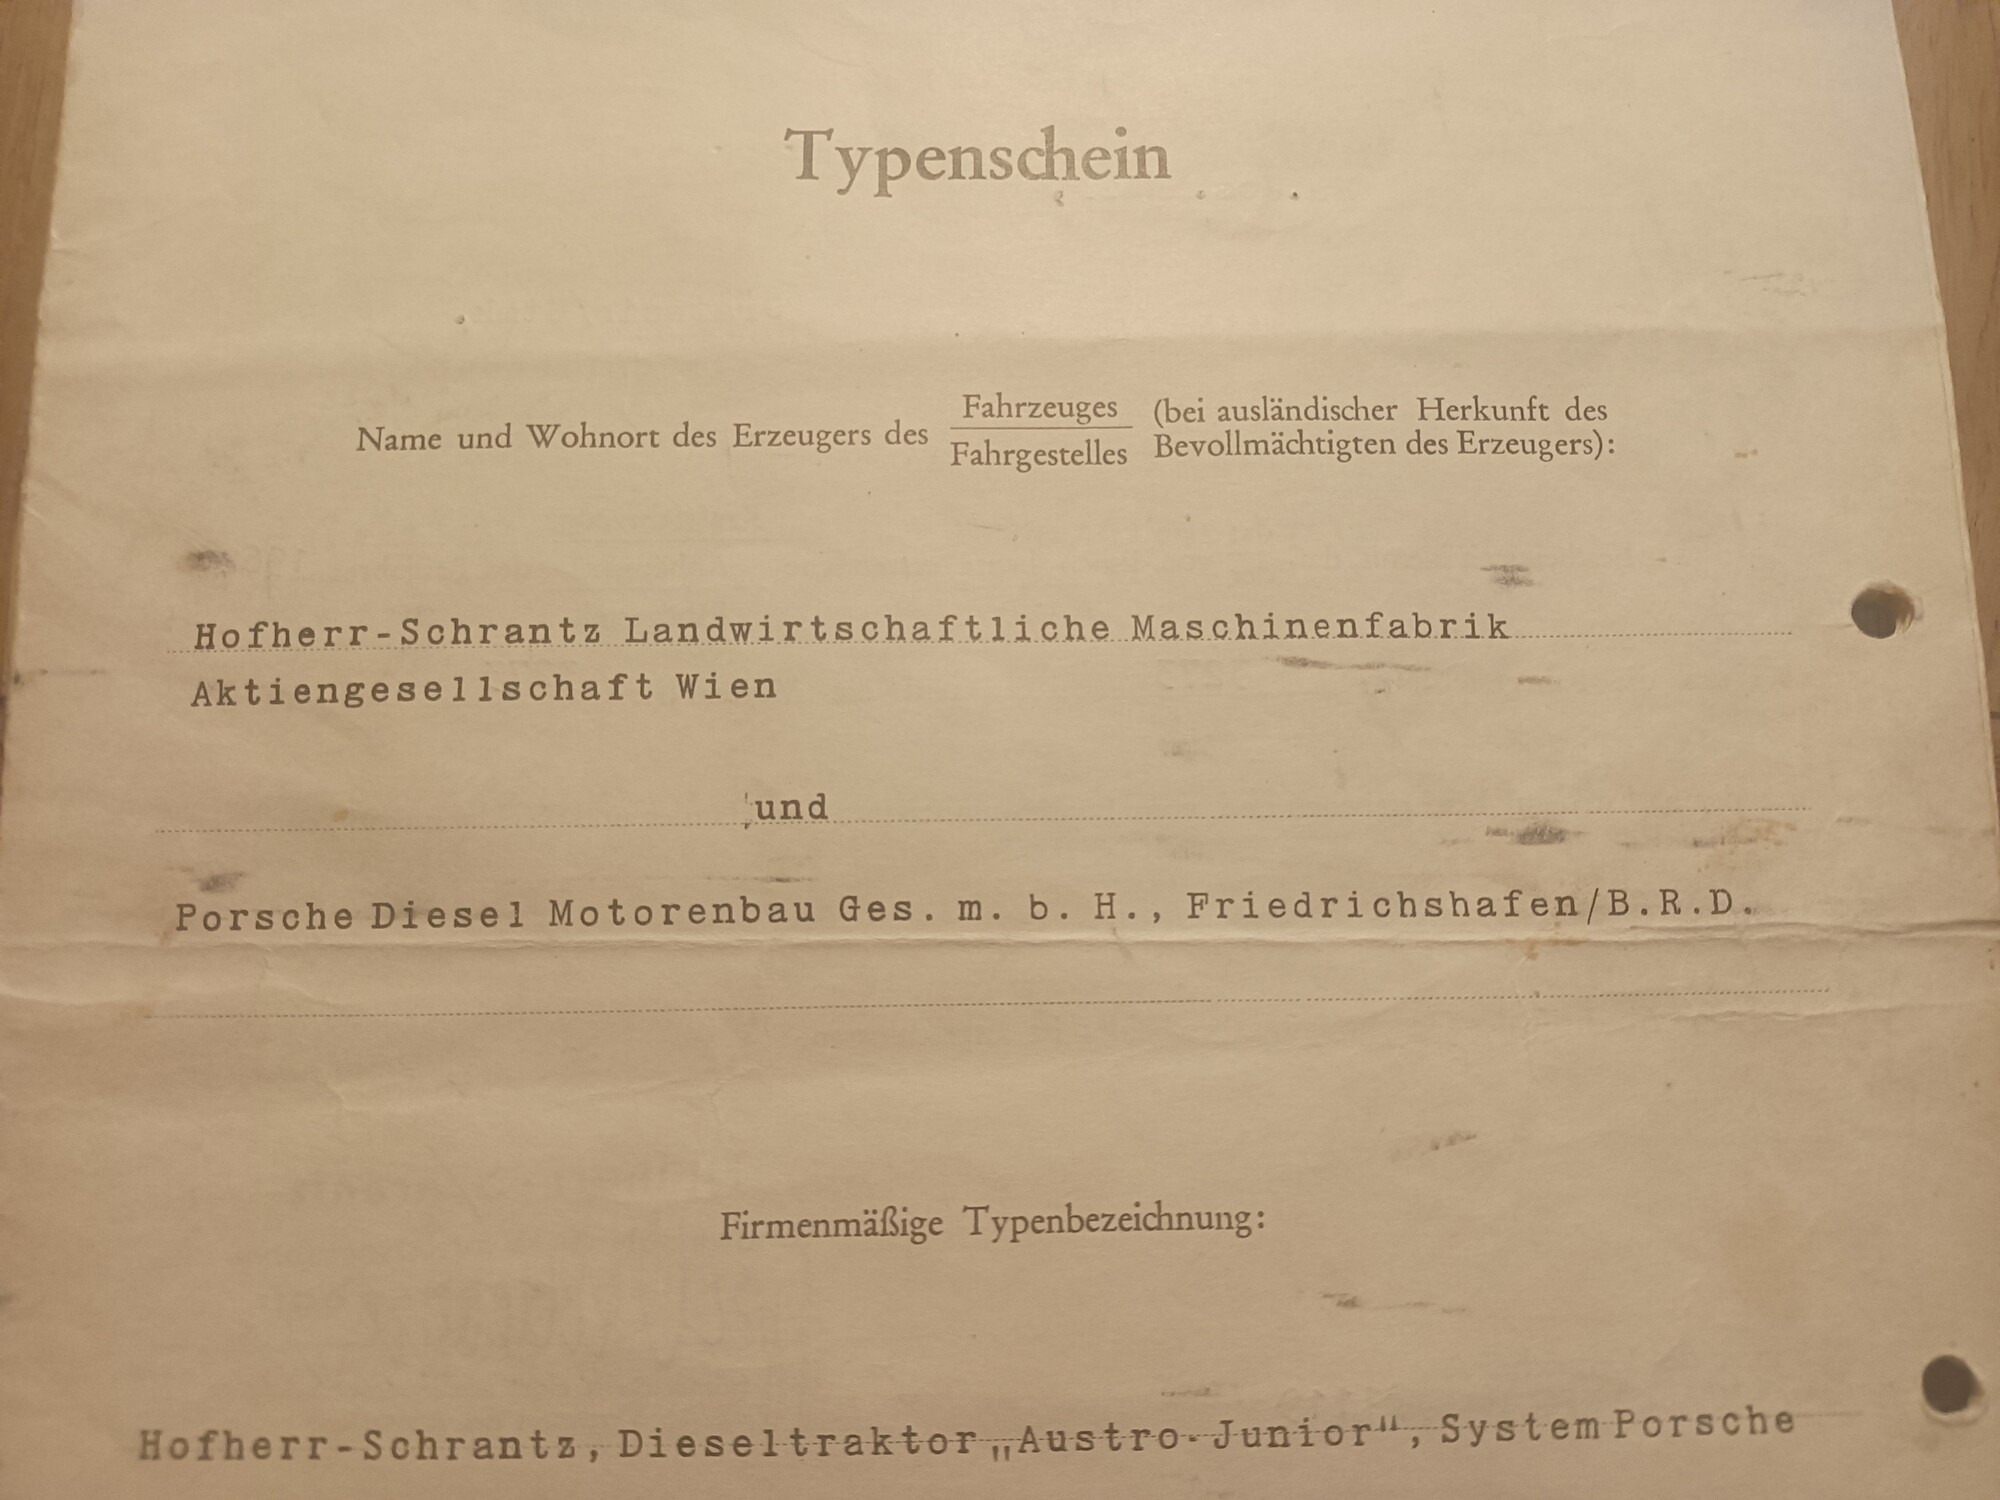 Typenschein
Name und Wohnort des Erzeugers des Fahrzeuges (bei ausländischer Herkunft des
Fahrgestelles Bevollmächtigten des Erzeugers):
Hofherr-Schrantz Landwirtschaftliche Maschinenfabrik
Aktiengesellschaft Wien
und
Porsche Diesel Motorenbau Ges. m. b. H., Friedrichshafen/B.R.D.
Firmenmäßige Typenbezeichnung:
Hofherr-Schrantz, Dieseltraktor „Austro-Junior“, System Porsche